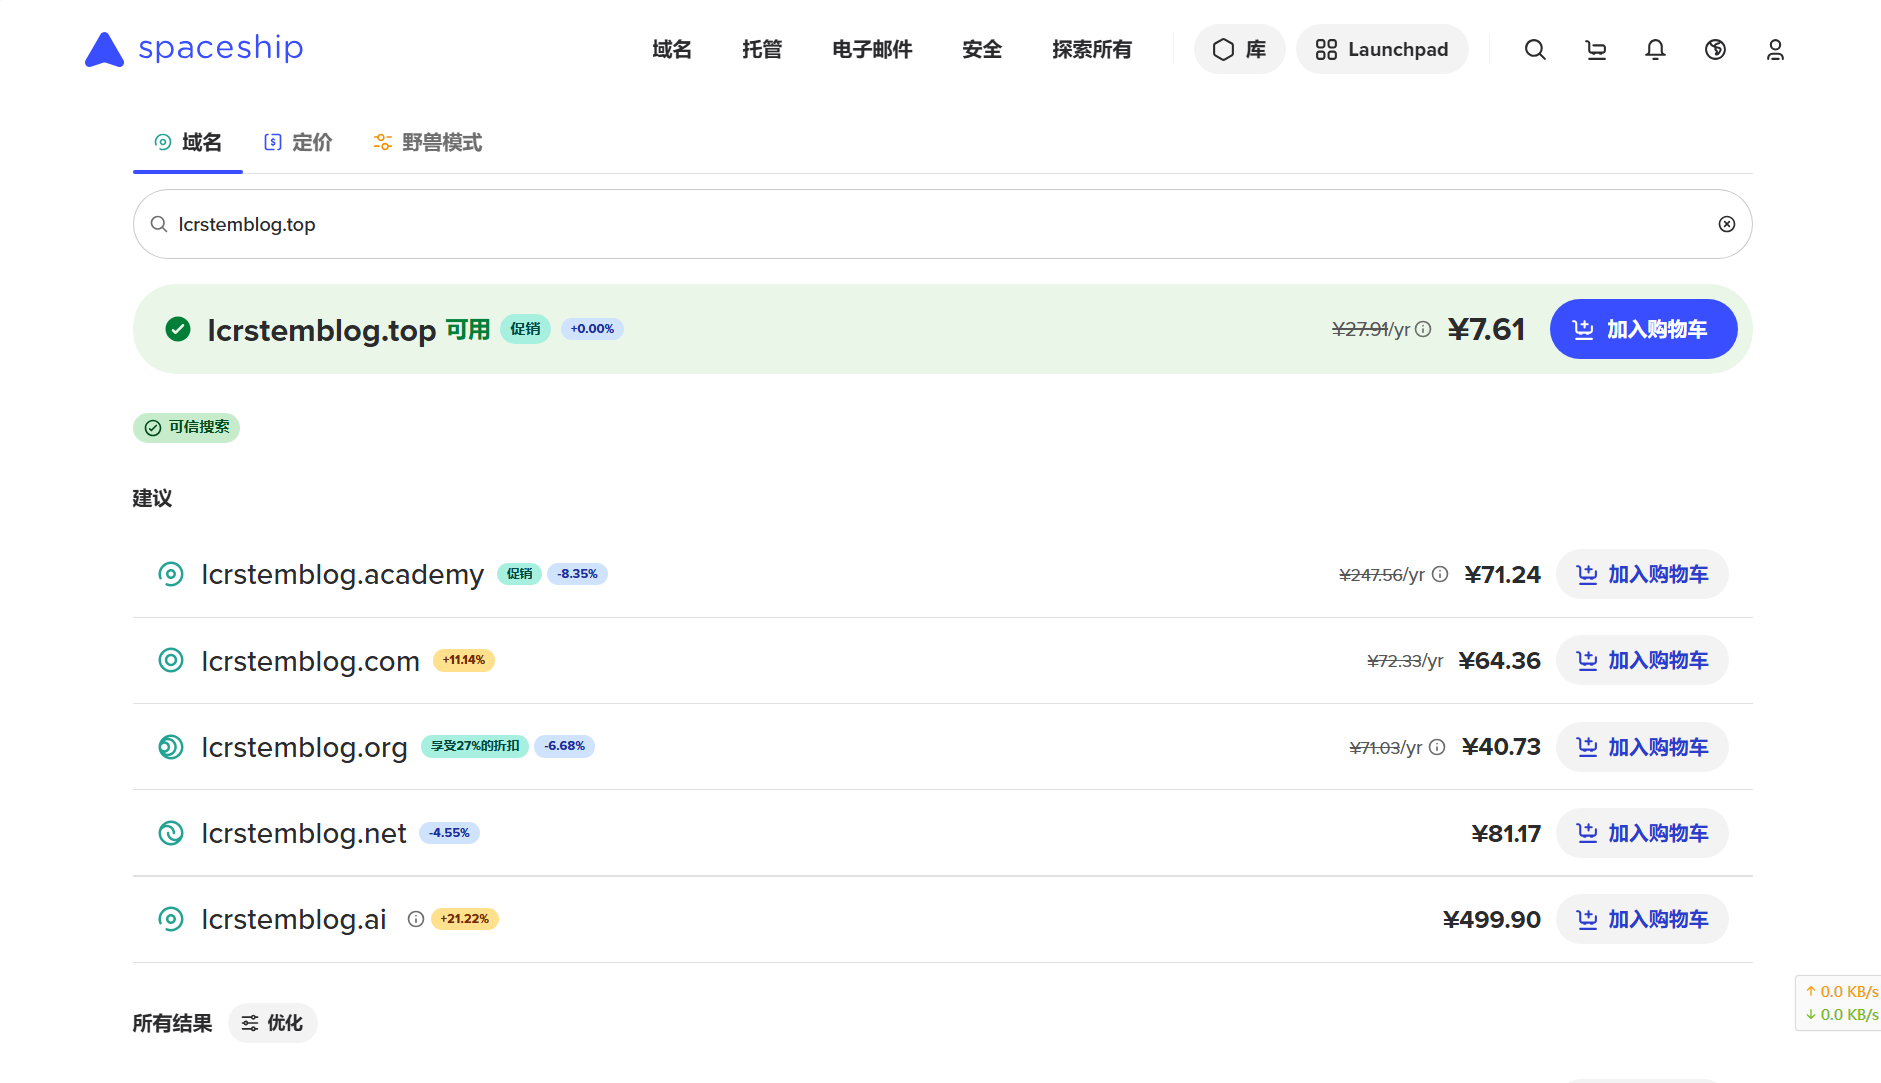 spaceship
域名
托管
电子邮件
安全
探索所有
库
Launchpad
域名
定价
野兽模式
lcrstemblog.top
lcrstemblog.top 可用 促销 +0.00% ¥27.91/yr ¥7.61 加入购物车
可信搜索
建议
lcrstemblog.academy 促销 -8.35% ¥247.56/yr ¥71.24 加入购物车
lcrstemblog.com +11.14% ¥72.33/yr ¥64.36 加入购物车
lcrstemblog.org 享受27%的折扣 -6.68% ¥71.03/yr ¥40.73 加入购物车
lcrstemblog.net -4.55% ¥81.17 加入购物车
lcrstemblog.ai +21.22% ¥499.90 加入购物车
所有结果 优化
↑ 0.0 KB/s
↓ 0.0 KB/s